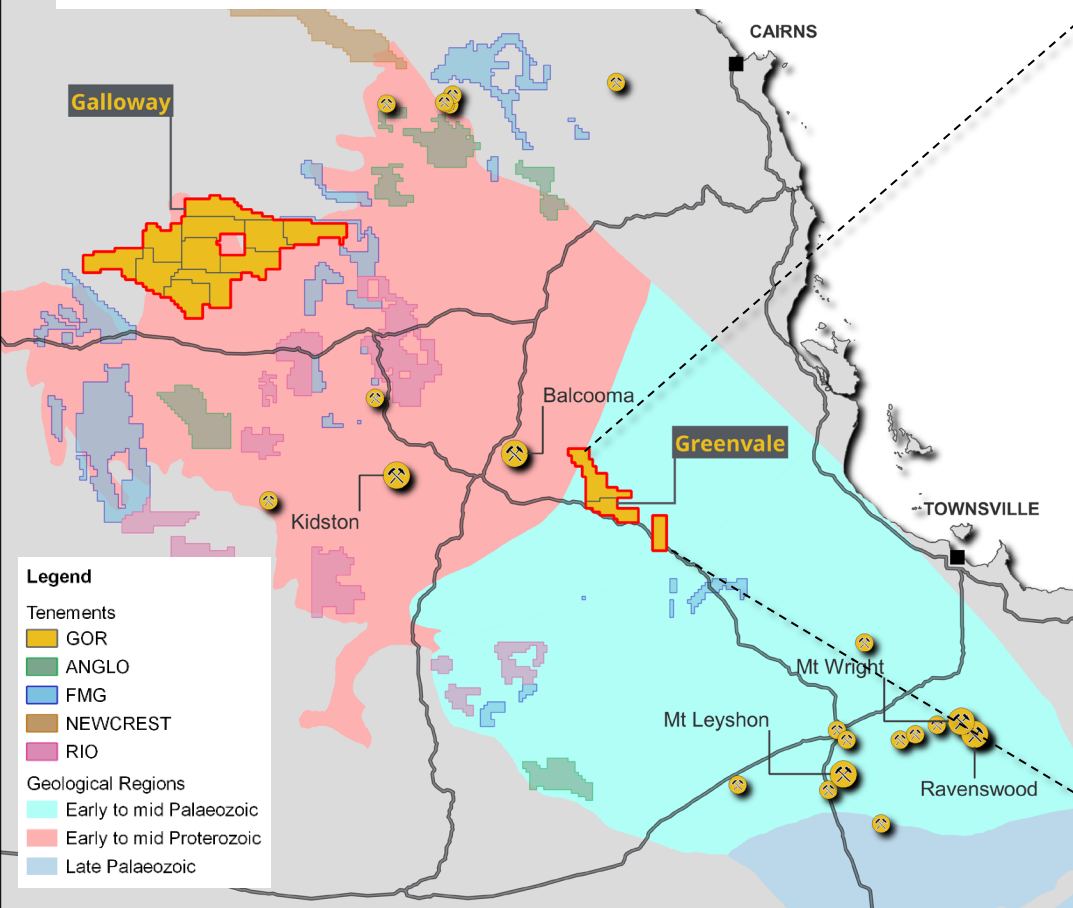 CAIRNS
Galloway
Balcooma
Greenvale
Kidston
TOWNSVILLE
Mt Wright
Mt Leyshon
Ravenswood
Legend
Tenements
GOR
ANGLO
FMG
NEWCREST
RIO
Geological Regions
Early to mid Palaeozoic
Early to mid Proterozoic
Late Palaeozoic